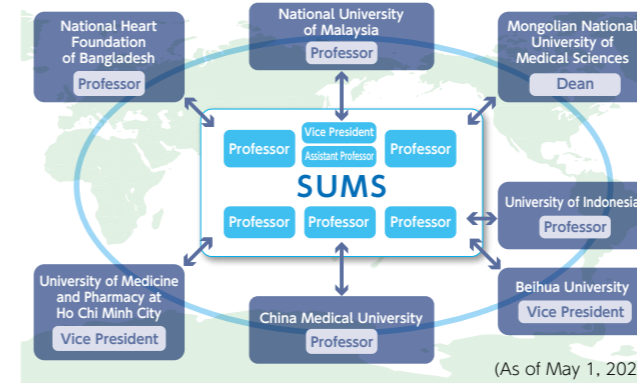 National Heart
Foundation
of Bangladesh
Professor
National University
of Malaysia
Professor
Mongolian National
University of
Medical Sciences
Dean
Professor
Vice President
Assistant Professor
Professor
SUMS
Professor
Professor
Professor
University of Indonesia
Professor
University of Medicine
and Pharmacy at
Ho Chi Minh City
Vice President
China Medical University
Professor
Beihua University
Vice President
(As of May 1, 202